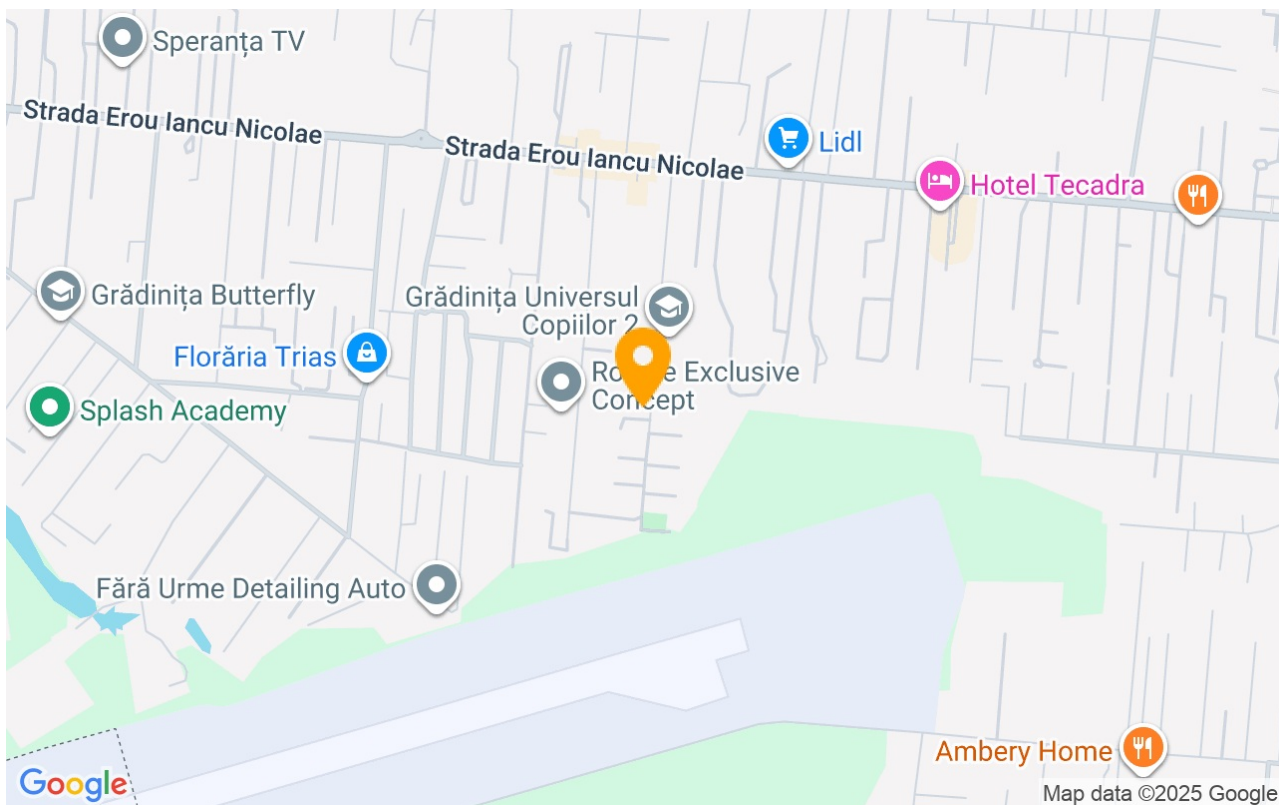 Speranța TV
Strada Erou Iancu Nicolae
Strada Erou Iancu Nicolae
Lidl
Hotel Tecadra
Grădinița Butterfly
Grădinița Universul
Copiilor 2
Florăria Trias
Exclusive
Concept
Splash Academy
Fără Urme Detailing Auto
Ambery Home
Google
Map data ©2025 Google